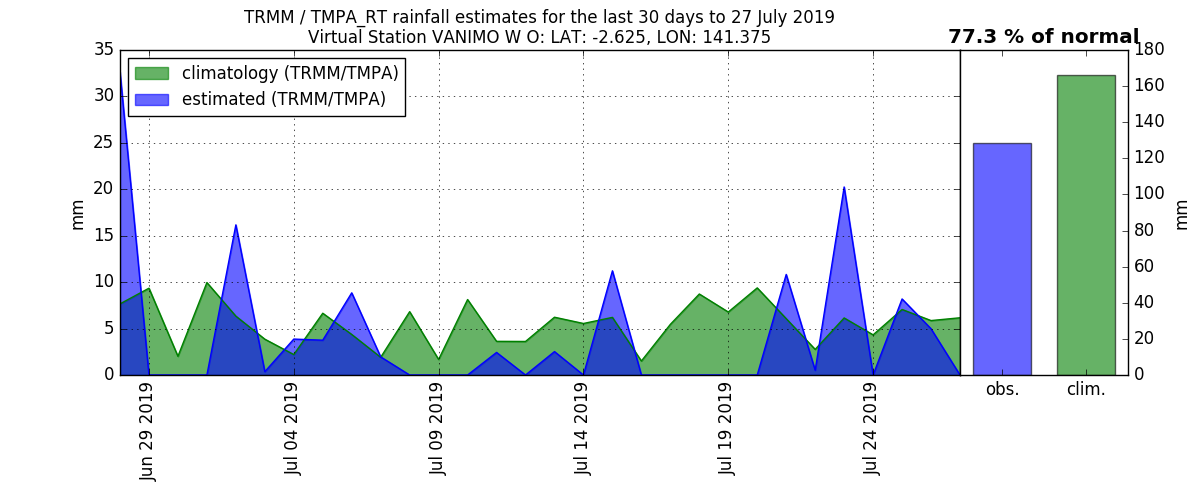 TRMM / TMPA_RT rainfall estimates for the last 30 days to 27 July 2019
Virtual Station VANIMO W O: LAT: -2.625, LON: 141.375
77.3 % of normal
climatology (TRMM/TMPA)
estimated (TRMM/TMPA)
35
30
25
20
15
10
5
0
mm
180
160
140
120
100
80
60
40
20
0
mm
Jun 29 2019
Jul 04 2019
Jul 09 2019
Jul 14 2019
Jul 19 2019
Jul 24 2019
obs.
clim.